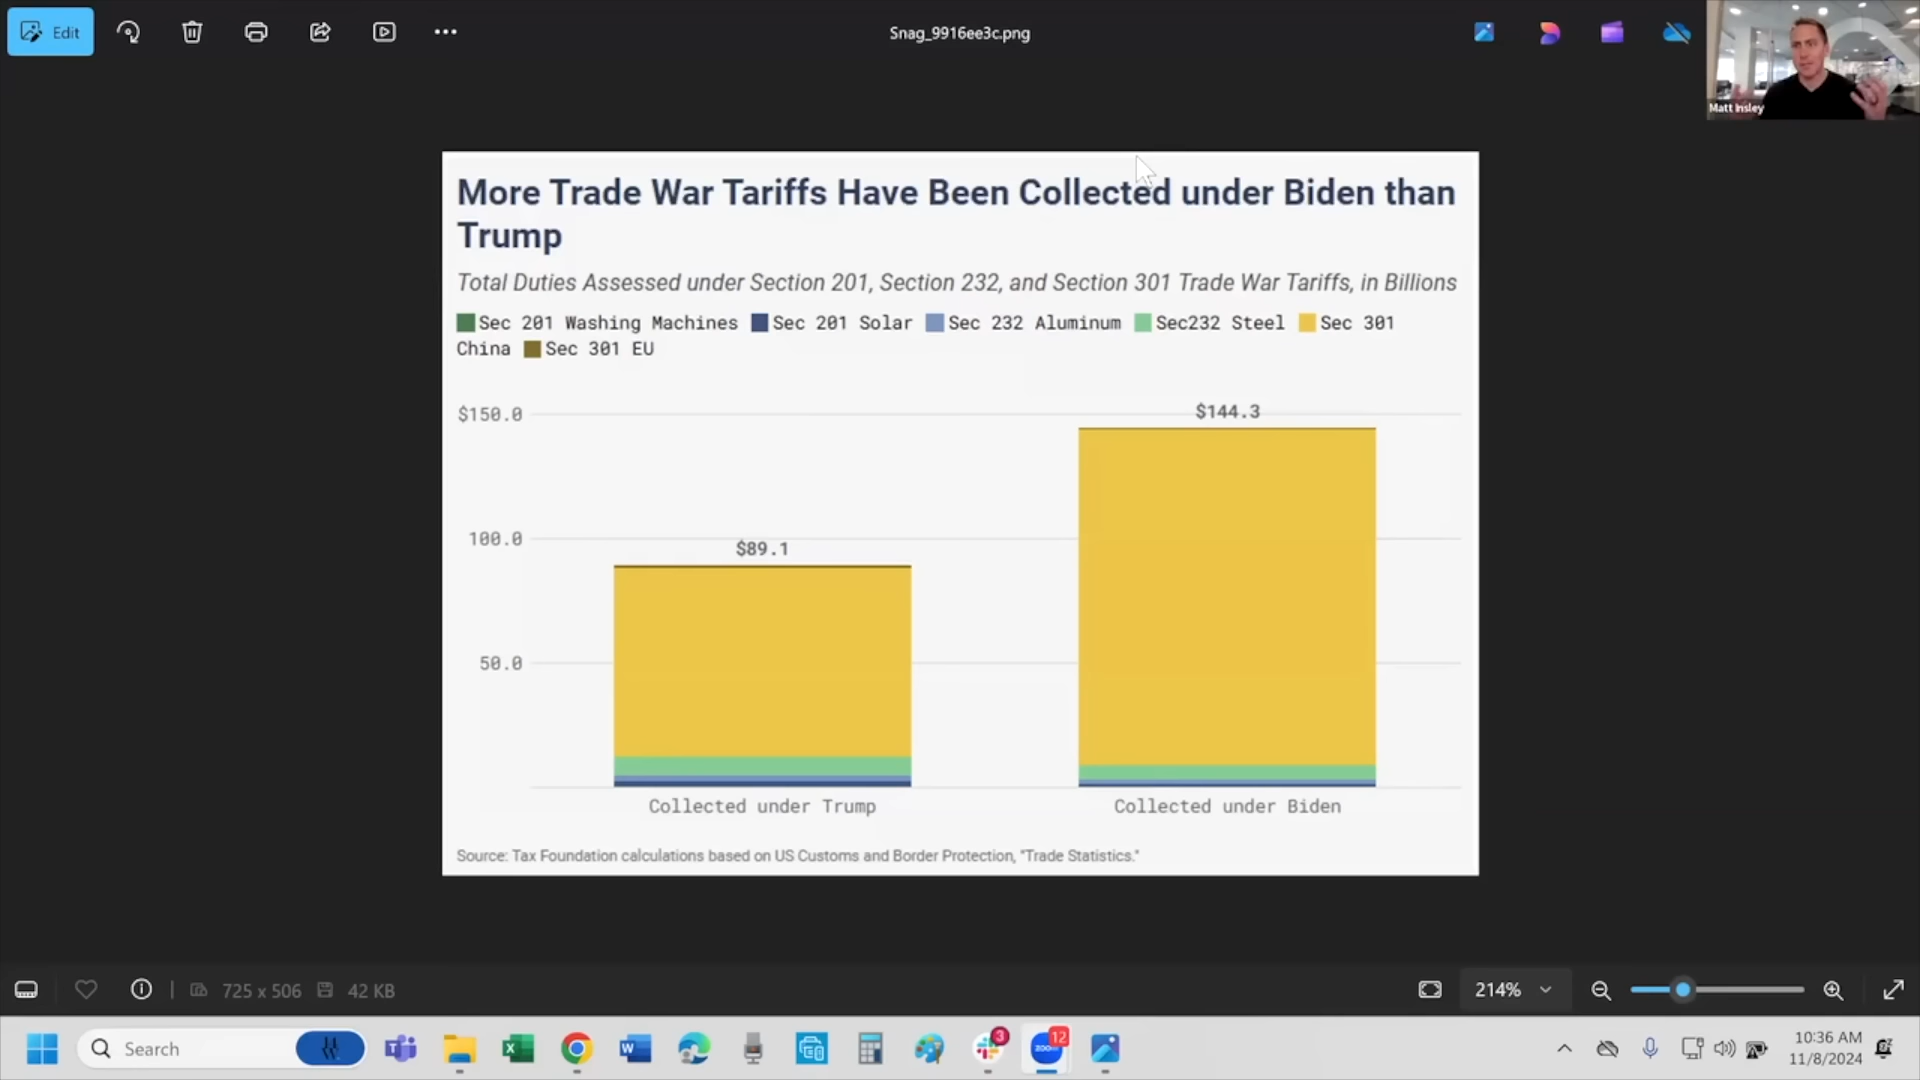 Edit
Snag_9916ee3c.png
Matt Insley
More Trade War Tariffs Have Been Collected under Biden than
Trump
Total Duties Assessed under Section 201, Section 232, and Section 301 Trade War Tariffs, in Billions
Sec 201 Washing Machines Sec 201 Solar Sec 232 Aluminum Sec232 Steel Sec 301
China Sec 301 EU
$150.0
$144.3
100.0
$89.1
50.0
Collected under Trump Collected under Biden
Source: Tax Foundation calculations based on US Customs and Border Protection, "Trade Statistics."
725 x 506 42 KB 214%
Search
3
12
zoom
10:36 AM
11/8/2024